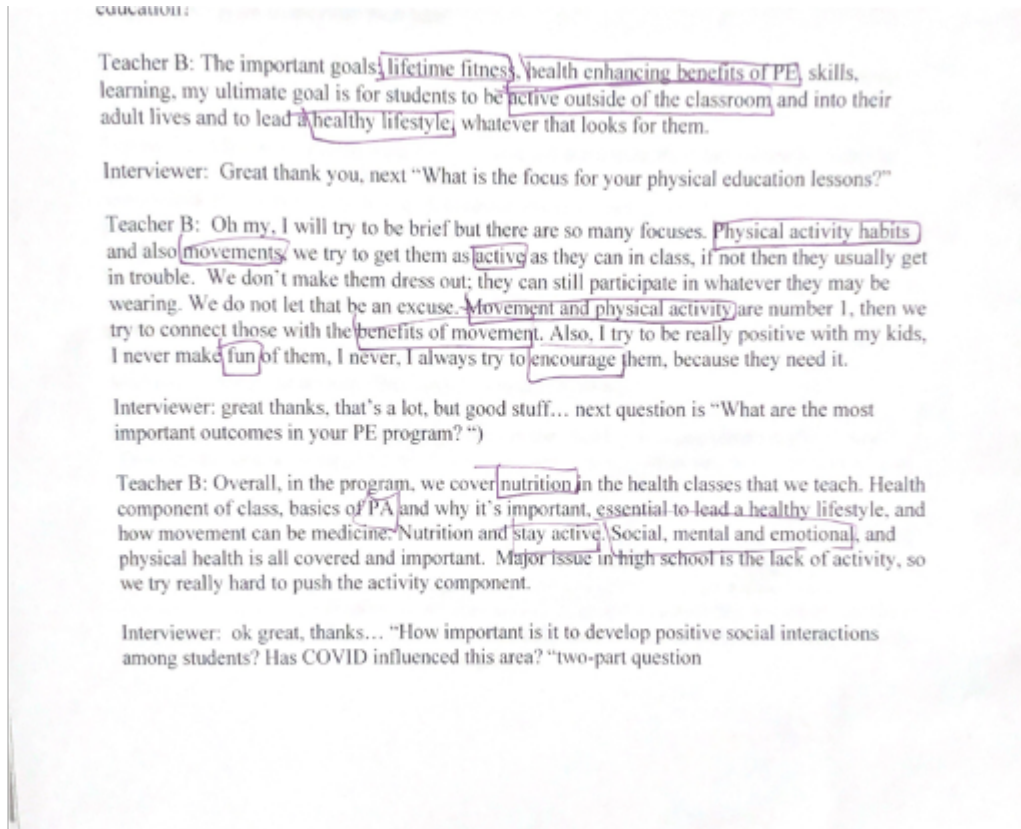 education?
Teacher B: The important goals, lifetime fitness, health enhancing benefits of PE, skills,
learning, my ultimate goal is for students to be active outside of the classroom and into their
adult lives and to lead a healthy lifestyle, whatever that looks for them.
Interviewer: Great thank you, next “What is the focus for your physical education lessons?”
Teacher B: Oh my, I will try to be brief but there are so many focuses. Physical activity habits
and also movements, we try to get them as active as they can in class, if not then they usually get
in trouble. We don’t make them dress out; they can still participate in whatever they may be
wearing. We do not let that be an excuse. Movement and physical activity are number 1, then we
try to connect those with the benefits of movement. Also, I try to be really positive with my kids,
I never make fun of them, I never, I always try to encourage them, because they need it.
Interviewer: great thanks, that’s a lot, but good stuff… next question is “What are the most
important outcomes in your PE program? “)
Teacher B: Overall, in the program, we cover nutrition in the health classes that we teach. Health
component of class, basics of PA and why it’s important, essential to lead a healthy lifestyle, and
how movement can be medicine. Nutrition and stay active. Social, mental and emotional, and
physical health is all covered and important. Major issue in high school is the lack of activity, so
we try really hard to push the activity component.
Interviewer: ok great, thanks… “How important is it to develop positive social interactions
among students? Has COVID influenced this area? “two-part question